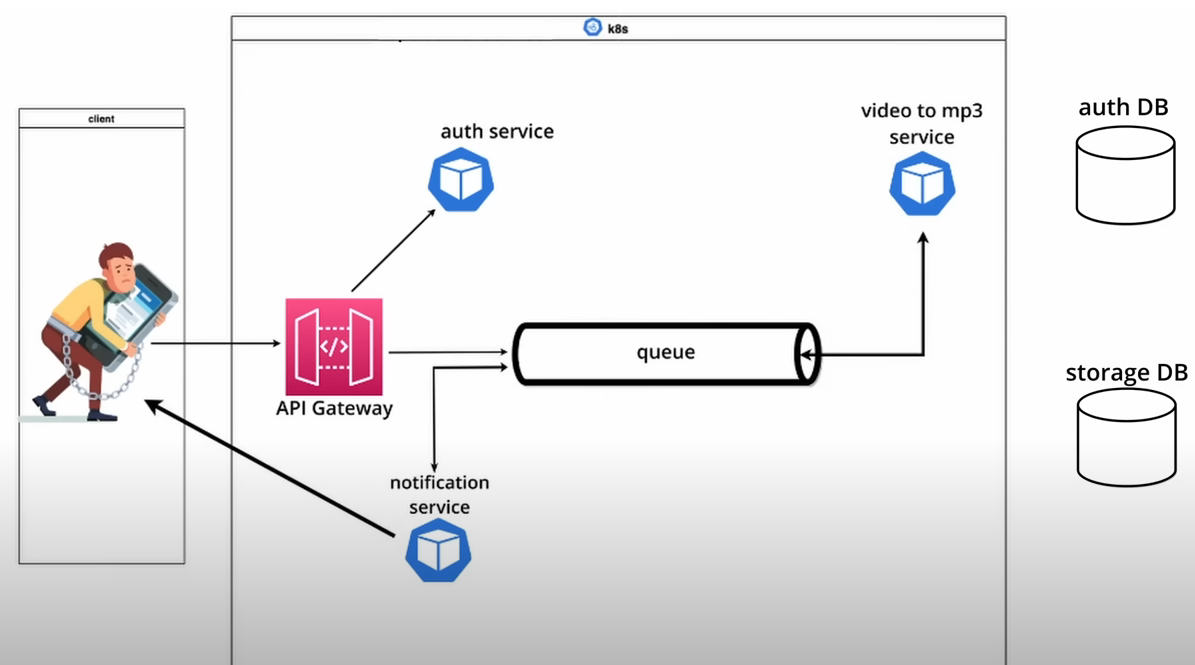 k8s
client
auth service
video to mp3
service
auth DB
</>
API Gateway
queue
storage DB
notification
service